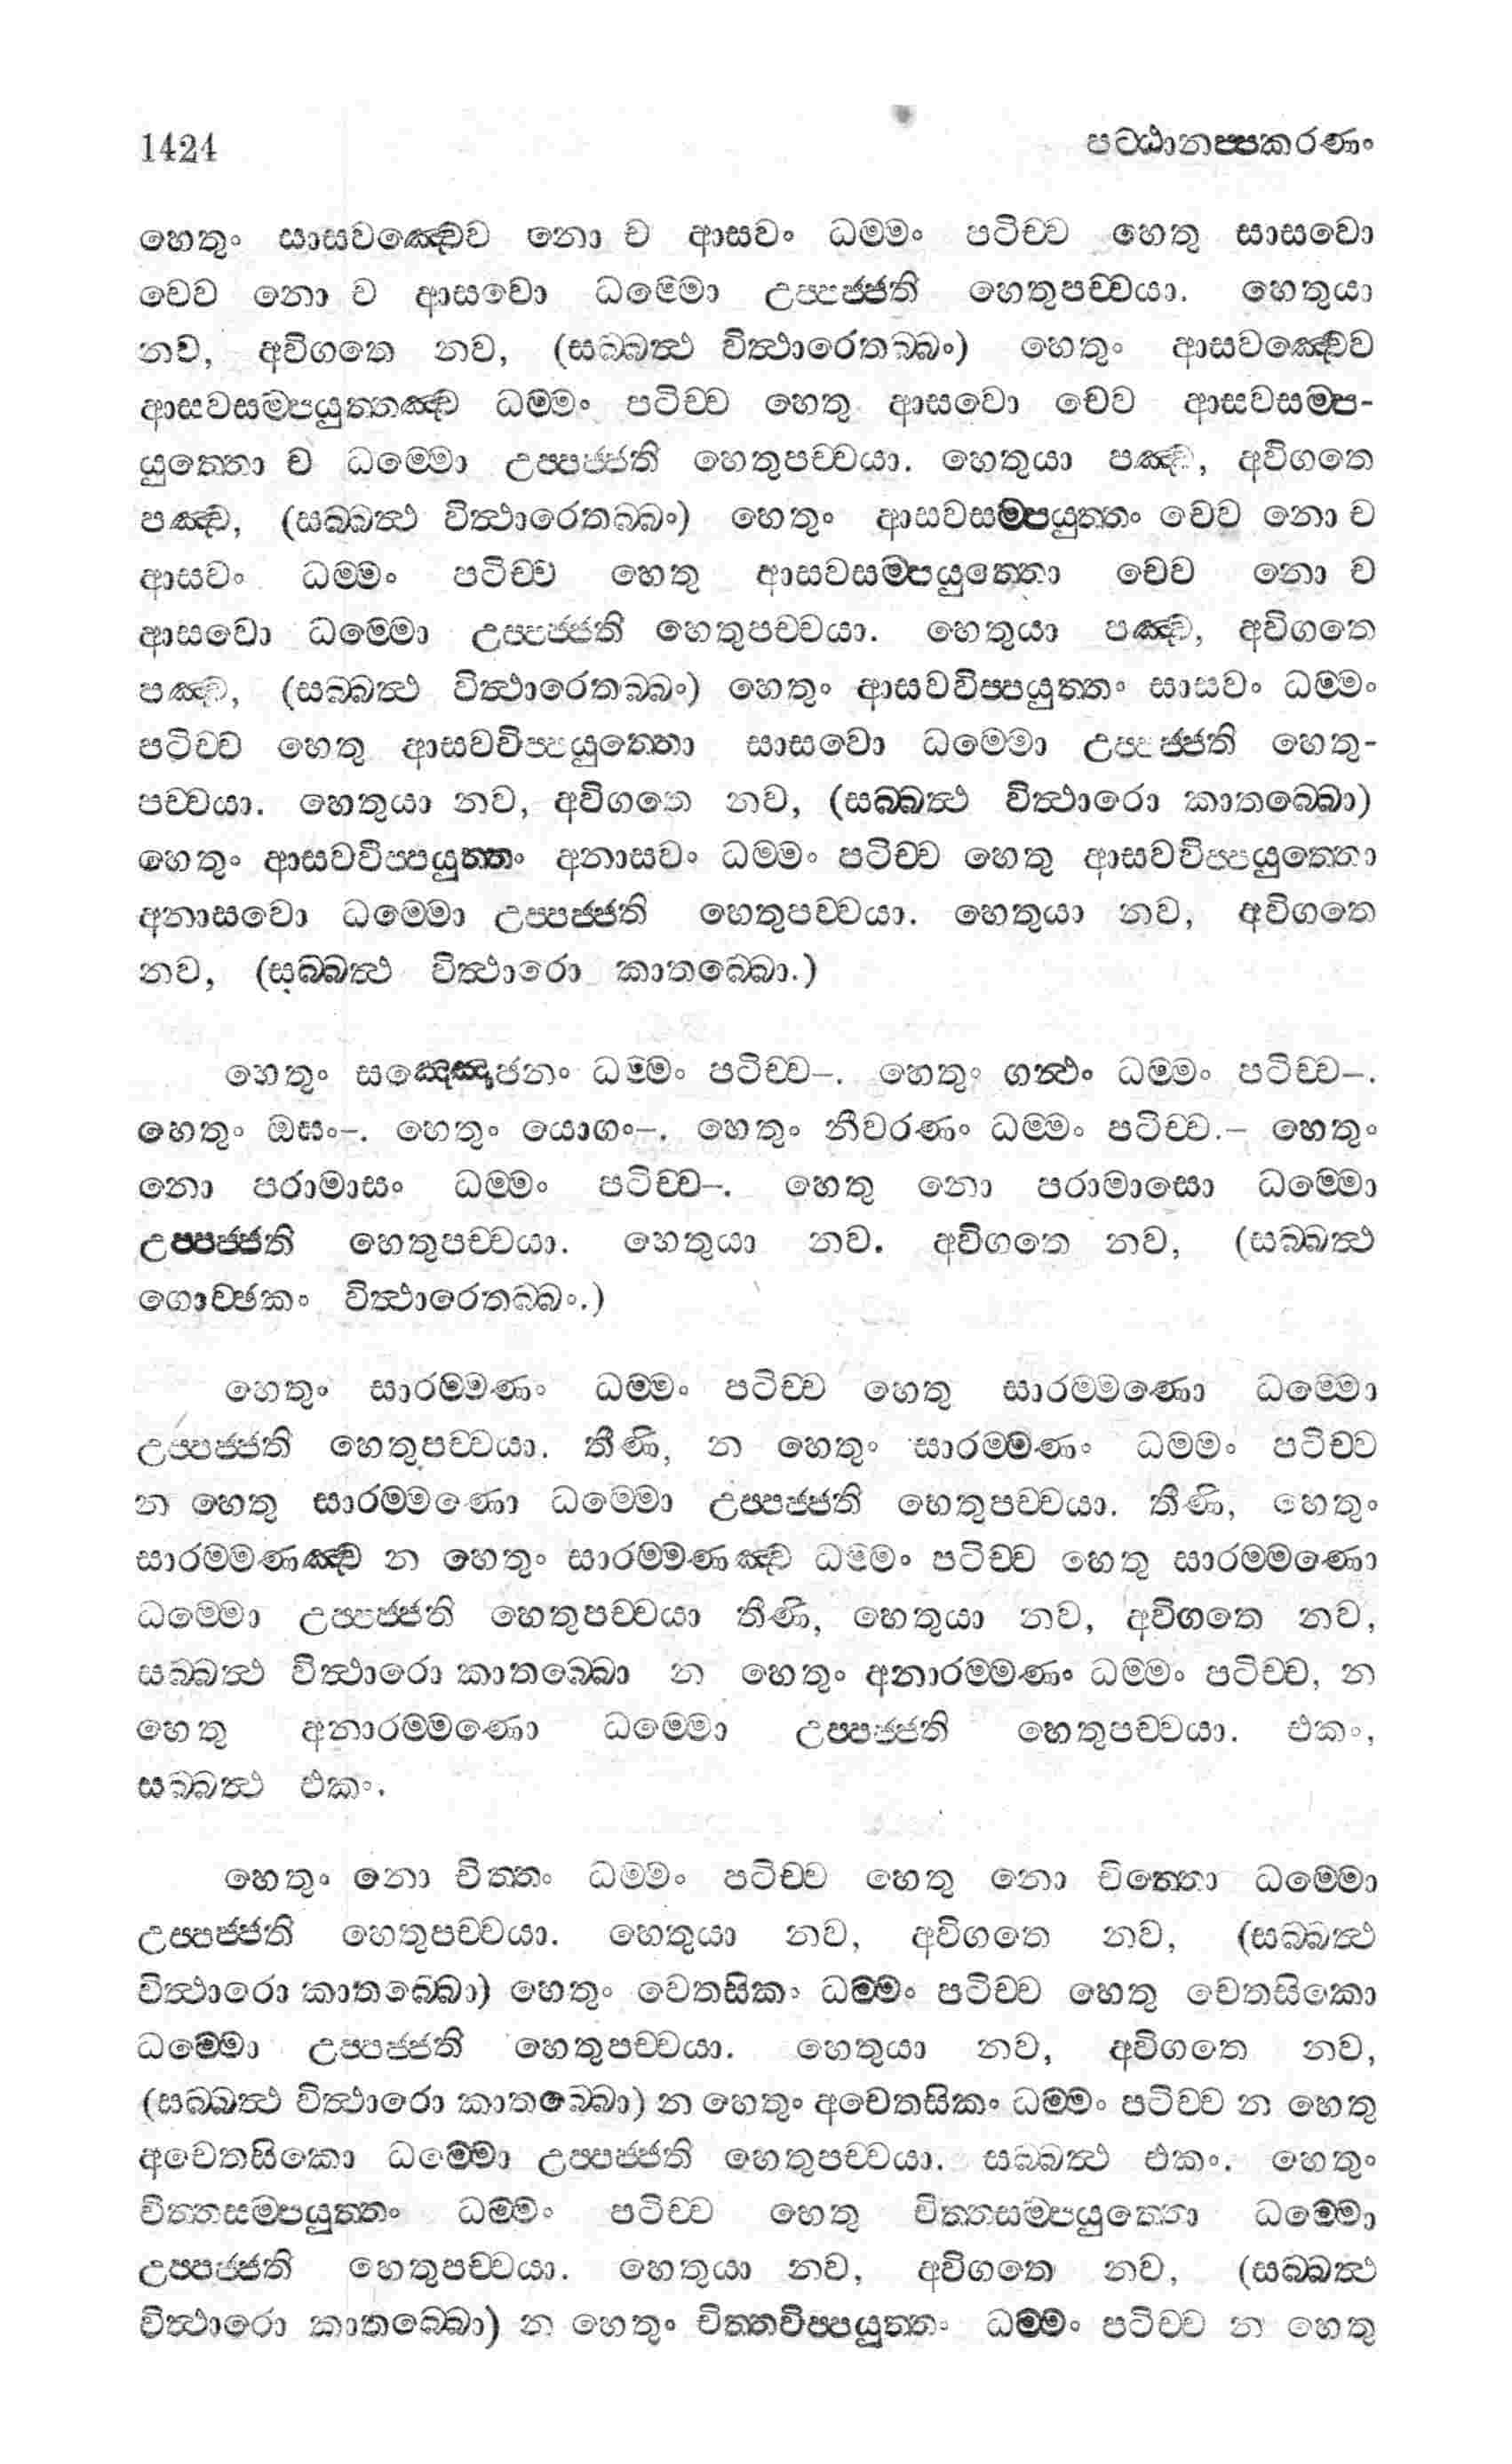 1424 පට්ඨානප්පකරණං
හෙතුං සාසවඤ්චෙව නො ච ආසවං ධම්මං පටිච්ච හෙතු සාසවො
චෙව නො ච ආසවො ධම්මො උප්පජ්ජති හෙතුපච්චයා. හෙතුයා
නව, අවිගතෙ නව, (සබ්බත්ථ විත්ථාරෙතබ්බං) හෙතුං ආසවඤ්චෙව
ආසවසම්පයුත්තඤ්ච ධම්මං පටිච්ච හෙතු ආසවො චෙව ආසවසම්ප-
යුත්තො ච ධම්මො උප්පජ්ජති හෙතුපච්චයා. හෙතුයා පඤ්ච, අවිගතෙ
පඤ්ච, (සබ්බත්ථ විත්ථාරෙතබ්බං) හෙතුං ආසවසම්පයුත්තං චෙව නො ච
ආසවං ධම්මං පටිච්ච හෙතු ආසවසම්පයුත්තො චෙව නො ච
ආසවො ධම්මො උප්පජ්ජති හෙතුපච්චයා. හෙතුයා පඤ්ච, අවිගතෙ
පඤ්ච, (සබ්බත්ථ විත්ථාරෙතබ්බං) හෙතුං ආසවවිප්පයුත්තං සාසවං ධම්මං
පටිච්ච හෙතු ආසවවිප්පයුත්තො සාසවො ධම්මො උප්පජ්ජති හෙතු-
පච්චයා. හෙතුයා නව, අවිගතෙ නව, (සබ්බත්ථ විත්ථාරො කාතබ්බො)
හෙතුං ආසවවිප්පයුත්තං අනාසවං ධම්මං පටිච්ච හෙතු ආසවවිප්පයුත්තො
අනාසවො ධම්මො උප්පජ්ජති හෙතුපච්චයා. හෙතුයා නව, අවිගතෙ
නව, (සබ්බත්ථ විත්ථාරො කාතබ්බො.)
හෙතුං සඤ්ඤොජනං ධම්මං පටිච්ච–. හෙතුං ගන්ථං ධම්මං පටිච්ච–.
හෙතුං ඔඝං–. හෙතුං යොගං–. හෙතුං නීවරණං ධම්මං පටිච්ච.– හෙතුං
නො පරාමාසං ධම්මං පටිච්ච–. හෙතු නො පරාමාසො ධම්මො
උප්පජ්ජති හෙතුපච්චයා. හෙතුයා නව. අවිගතෙ නව, (සබ්බත්ථ
ගොච්ඡකං විත්ථාරෙතබ්බං.)
හෙතුං සාරම්මණං ධම්මං පටිච්ච හෙතු සාරම්මණො ධම්මො
උප්පජ්ජති හෙතුපච්චයා. තීණි, න හෙතුං සාරම්මණං ධම්මං පටිච්ච
න හෙතු සාරම්මණො ධම්මො උප්පජ්ජති හෙතුපච්චයා. තීණි, හෙතුං
සාරම්මණඤ්ච න හෙතුං සාරම්මණඤ්ච ධම්මං පටිච්ච හෙතු සාරම්මණො
ධම්මො උප්පජ්ජති හෙතුපච්චයා තීණි, හෙතුයා නව, අවිගතෙ නව,
සබ්බත්ථ විත්ථාරො කාතබ්බො න හෙතුං අනාරම්මණං ධම්මං පටිච්ච, න
හෙතු අනාරම්මණො ධම්මො උප්පජ්ජති හෙතුපච්චයා. එකං,
සබ්බත්ථ එකං.
හෙතුං නො චිත්තං ධම්මං පටිච්ච හෙතු නො චිත්තො ධම්මො
උප්පජ්ජති හෙතුපච්චයා. හෙතුයා නව, අවිගතෙ නව, (සබ්බත්ථ
විත්ථාරො කාතබ්බො) හෙතුං චෙතසිකං ධම්මං පටිච්ච හෙතු චෙතසිකො
ධම්මො උප්පජ්ජති හෙතුපච්චයා. හෙතුයා නව, අවිගතෙ නව,
(සබ්බත්ථ විත්ථාරො කාතබ්බො) න හෙතුං අචෙතසිකං ධම්මං පටිච්ච න හෙතු
අචෙතසිකො ධම්මො උප්පජ්ජති හෙතුපච්චයා. සබ්බත්ථ එකං. හෙතුං
චිත්තසම්පයුත්තං ධම්මං පටිච්ච හෙතු චිත්තසම්පයුත්තො ධම්මො
උප්පජ්ජති හෙතුපච්චයා. හෙතුයා නව, අවිගතෙ නව, (සබ්බත්ථ
විත්ථාරො කාතබ්බො) න හෙතුං චිත්තවිප්පයුත්තං ධම්මං පටිච්ච න හෙතු